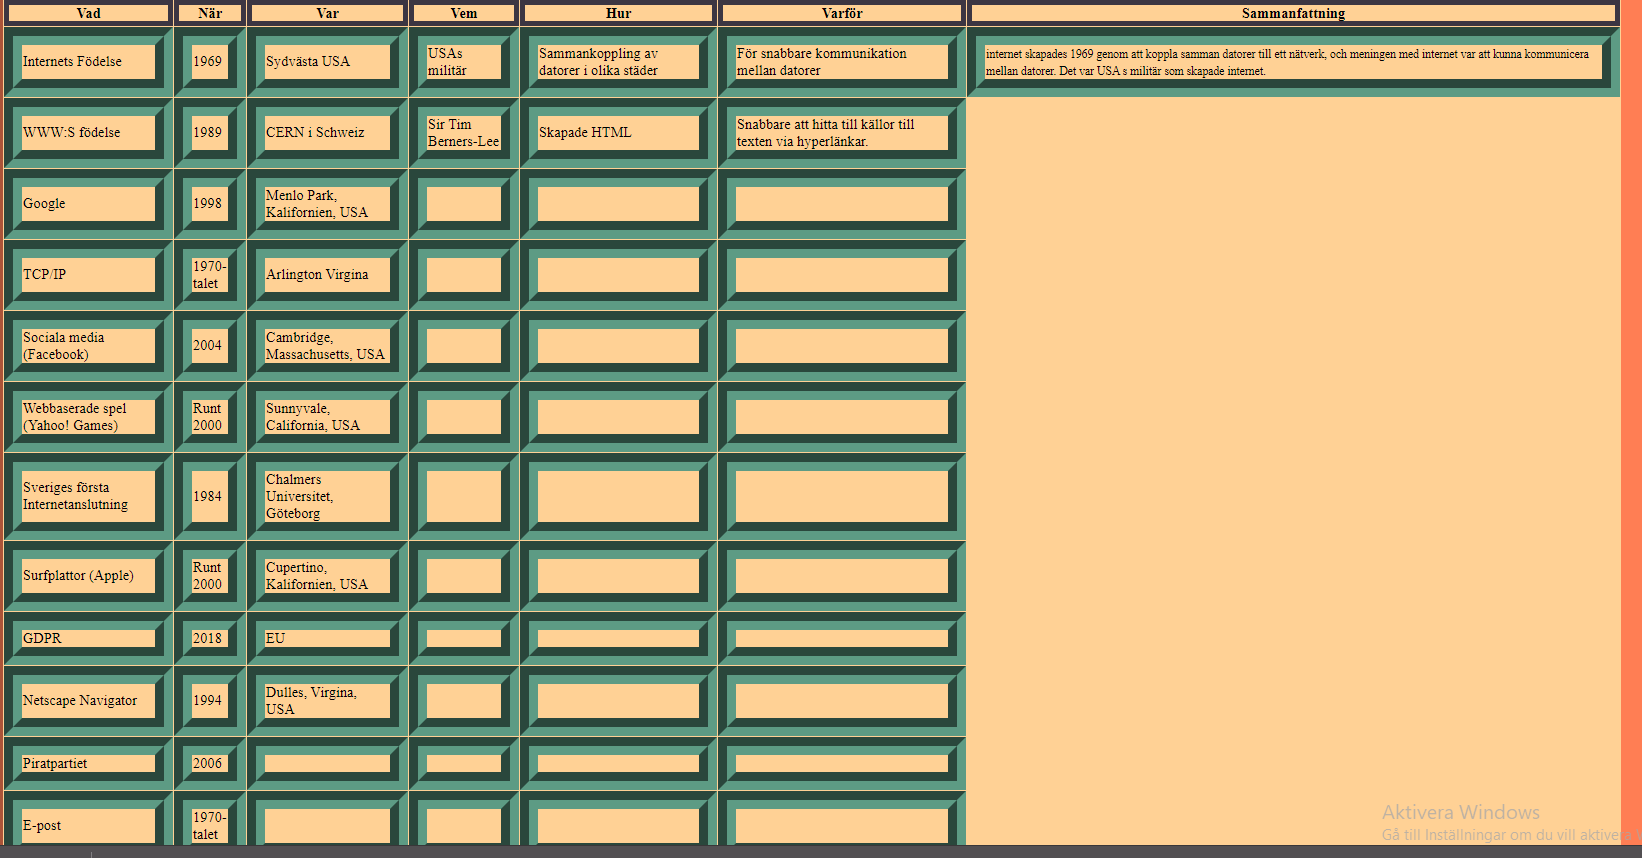 Vad När Var Vem Hur Varför Sammanfattning
Internets Födelse
1969
Sydvästa USA
USAs
militär
Sammankoppling av
datorer i olika städer
För snabbare kommunikation
mellan datorer
internet skapades 1969 genom att koppla samman datorer till ett nätverk, och meningen med internet var att kunna kommunicera
mellan datorer. Det var USA s militär som skapade internet.
WWW:S födelse
1989
CERN i Schweiz
Sir Tim
Berners-Lee
Skapade HTML
Snabbare att hitta till källor till
texten via hyperlänkar.
Google
1998
Menlo Park,
Kalifornien, USA
TCP/IP
1970-
talet
Arlington Virgina
Sociala media
(Facebook)
2004
Cambridge,
Massachusetts, USA
Webbaserade spel
(Yahoo! Games)
Runt
2000
Sunnyvale,
California, USA
Sveriges första
Internetanslutning
1984
Chalmers
Universitet,
Göteborg
Surfplattor (Apple)
Runt
2000
Cupertino,
Kalifornien, USA
GDPR
2018
EU
Netscape Navigator
1994
Dulles, Virgina,
USA
Piratpartiet
2006
E-post
1970-
talet
Aktivera Windows
Gå till Inställningar om du vill aktivera